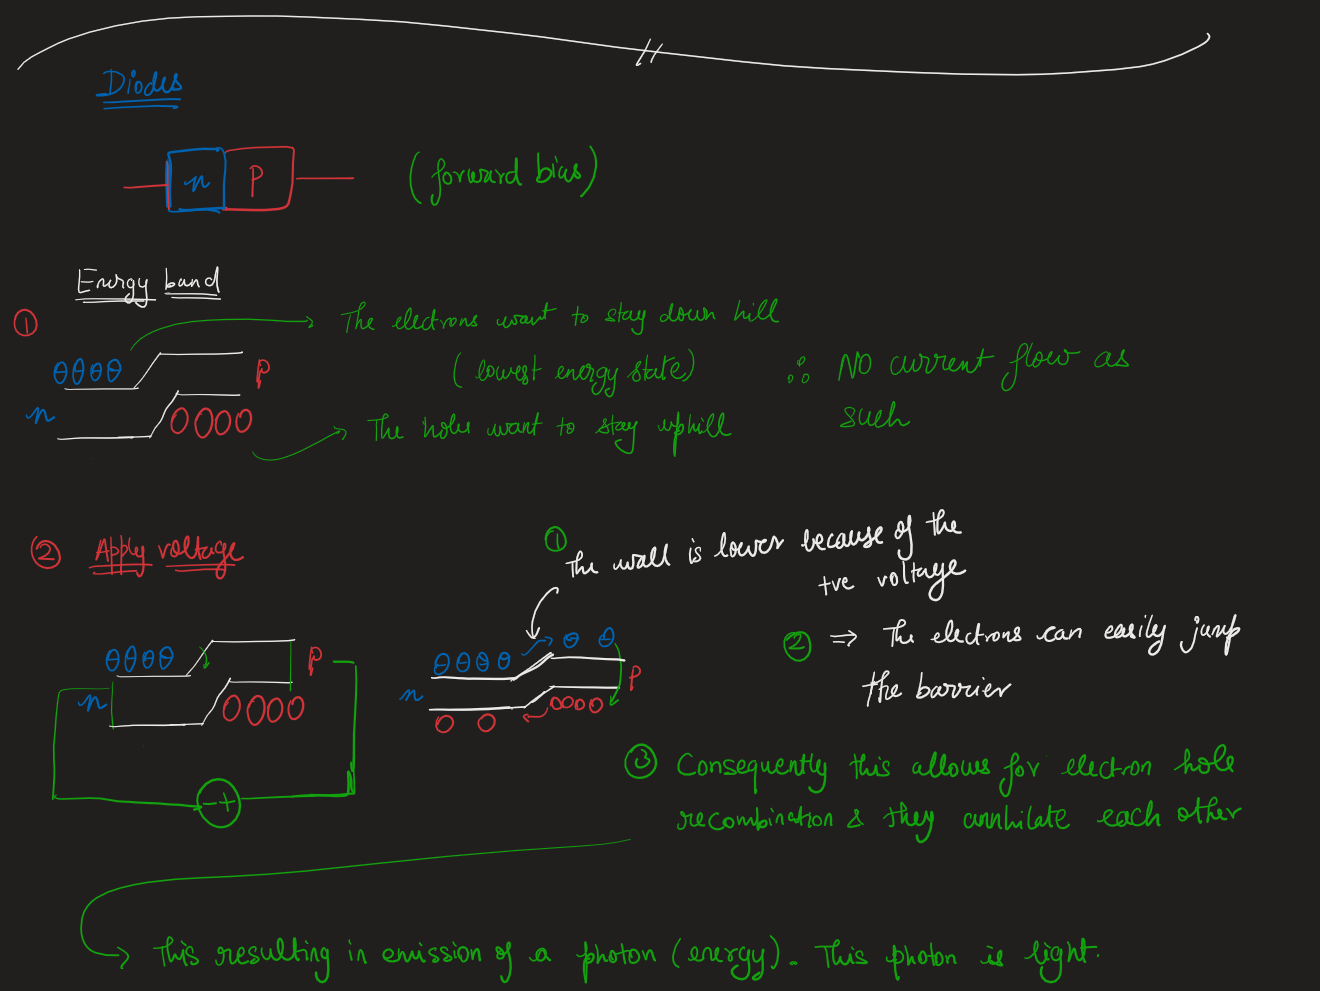 Diodes
n P (forward bias)
Energy band
① The electrons want to stay down hill
θθθθ P (lowest energy state) ∴ NO current flow as
n OOOO The holes want to stay uphill such
② Apply voltage
① The wall is lower because of the
+ve voltage
② ⇒ The electrons can easily jump
the barrier
θθθθ P
n OOOO
- +
θθθθ θ θ
n P
O O OOOO
③ Consequently this allows for electron hole
recombination & they annhilate each other
This resulting in emission of a photon (energy). This photon is light.